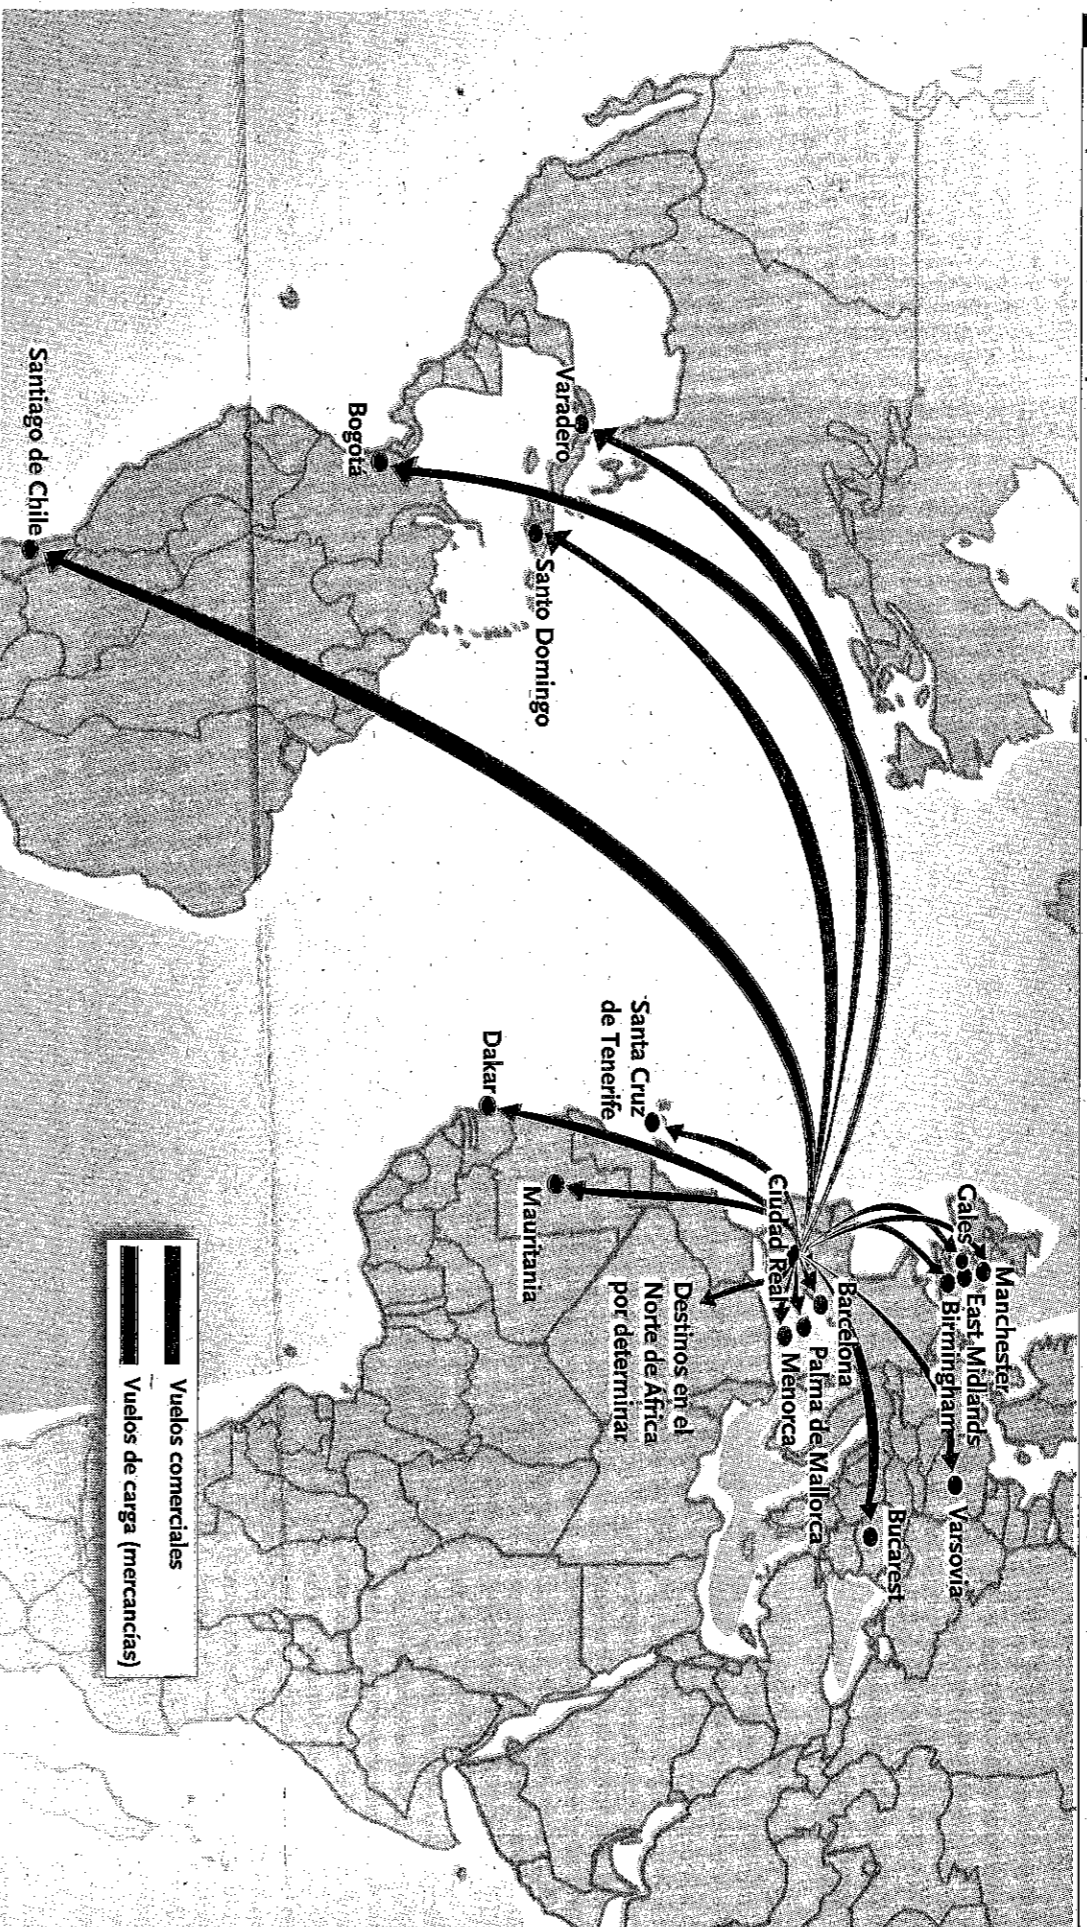 Manchester
East Midlands
Gales
Birmingham
Varsovia
Bucarest
Barcelona
Palma de Mallorca
Menorca
Ciudad Real
Destinos en el
Norte de África
por determinar
Santa Cruz
de Tenerife
Mauritania
Dakar
Varadero
Santo Domingo
Bogotá
Santiago de Chile
Vuelos comerciales
Vuelos de carga (mercancías)